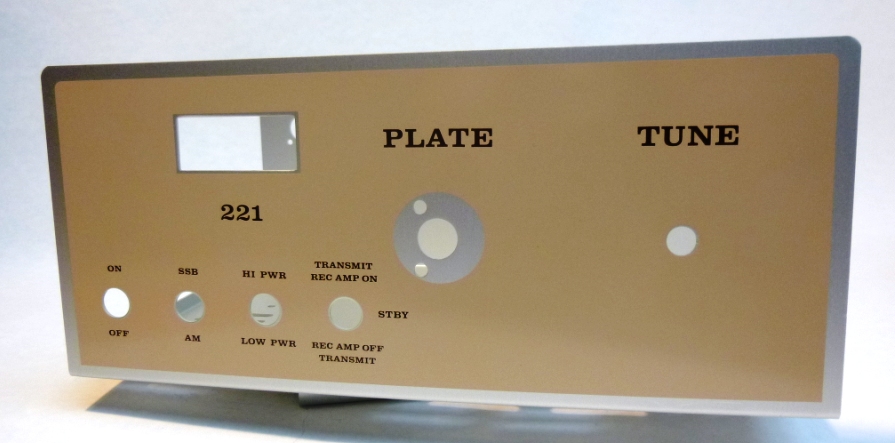 PLATE
TUNE
221
ON
OFF
SSB
AM
HI PWR
LOW PWR
TRANSMIT
REC AMP ON
STBY
REC AMP OFF
TRANSMIT